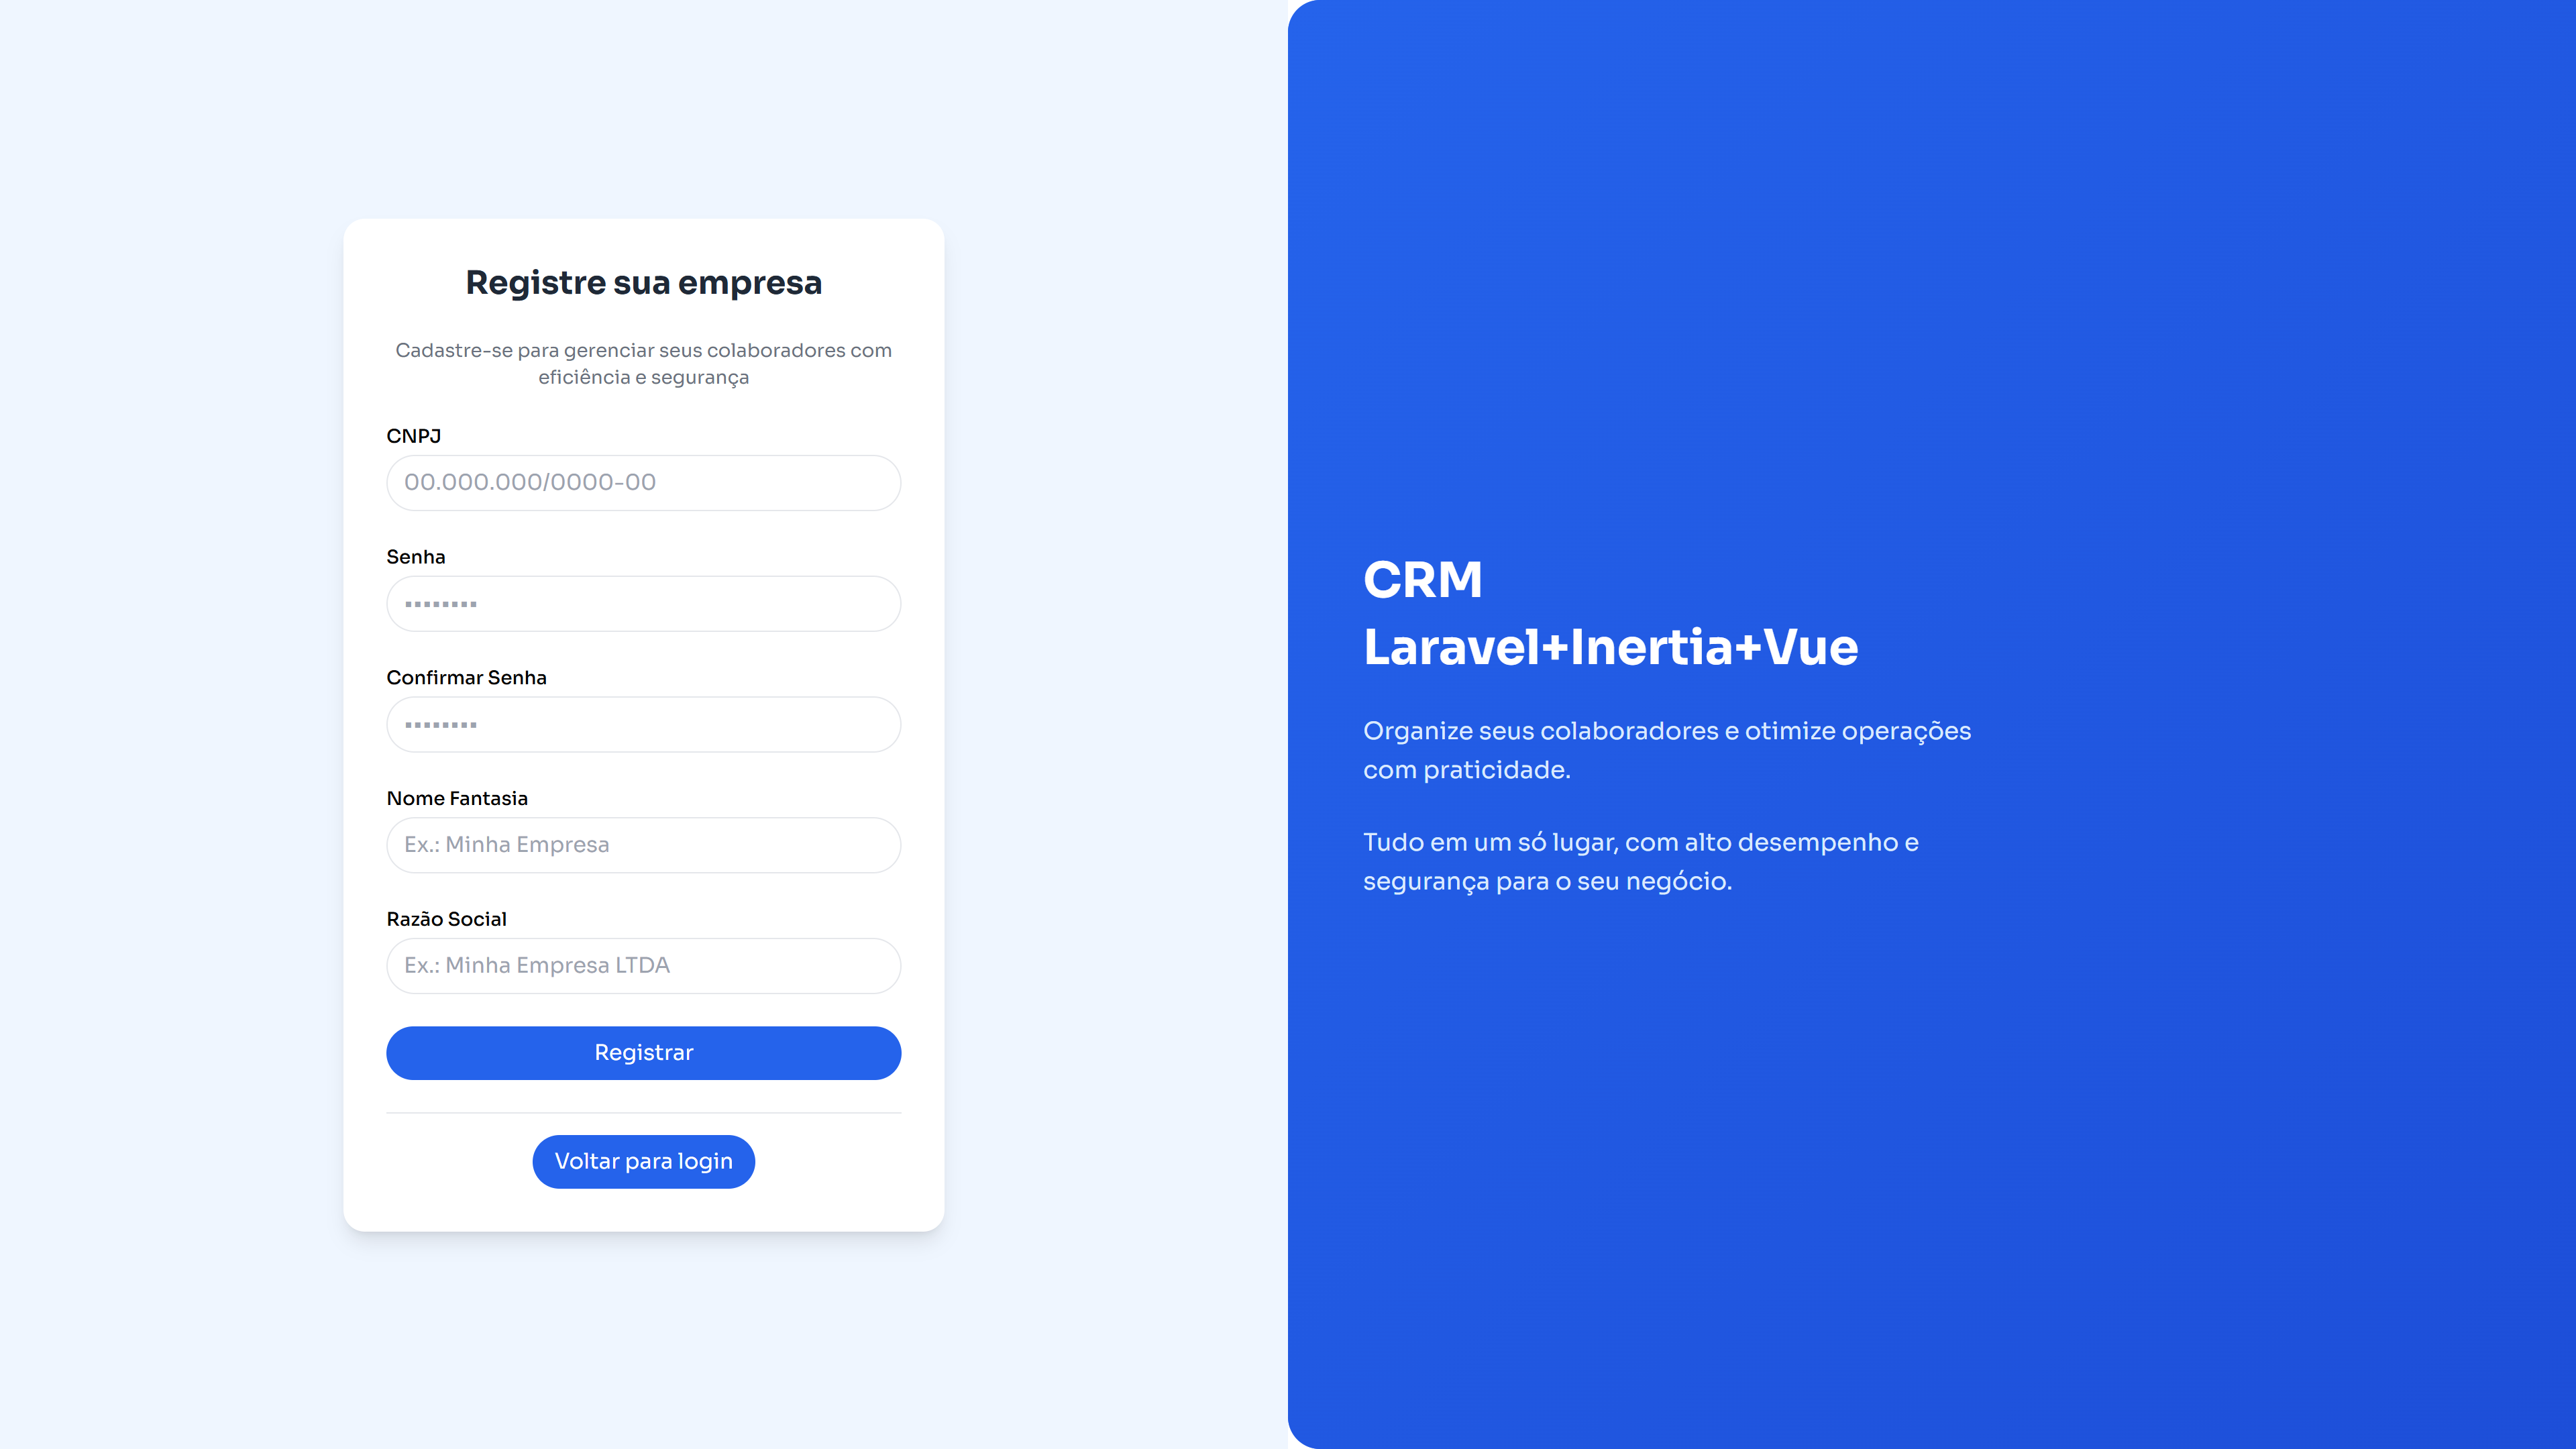 Registre sua empresa
Cadastre-se para gerenciar seus colaboradores com
eficiência e segurança
CNPJ
00.000.000/0000-00
Senha
▪▪▪▪▪▪▪▪
Confirmar Senha
▪▪▪▪▪▪▪▪
Nome Fantasia
Ex.: Minha Empresa
Razão Social
Ex.: Minha Empresa LTDA
Registrar
Voltar para login
CRM
Laravel+Inertia+Vue
Organize seus colaboradores e otimize operações
com praticidade.
Tudo em um só lugar, com alto desempenho e
segurança para o seu negócio.